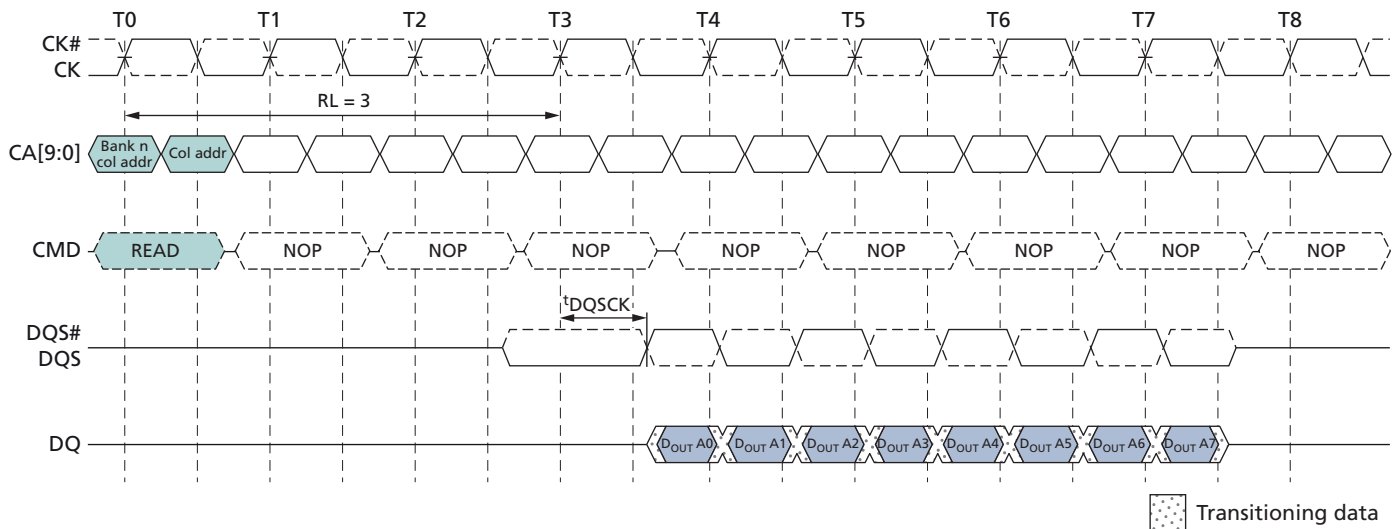 T0 T1 T2 T3 T4 T5 T6 T7 T8
CK#
CK
RL = 3
CA[9:0] Bank n col addr Col addr
CMD READ NOP NOP NOP NOP NOP NOP NOP NOP
tDQSCK
DQS#
DQS
DQ DOUT A0 DOUT A1 DOUT A2 DOUT A3 DOUT A4 DOUT A5 DOUT A6 DOUT A7
Transitioning data